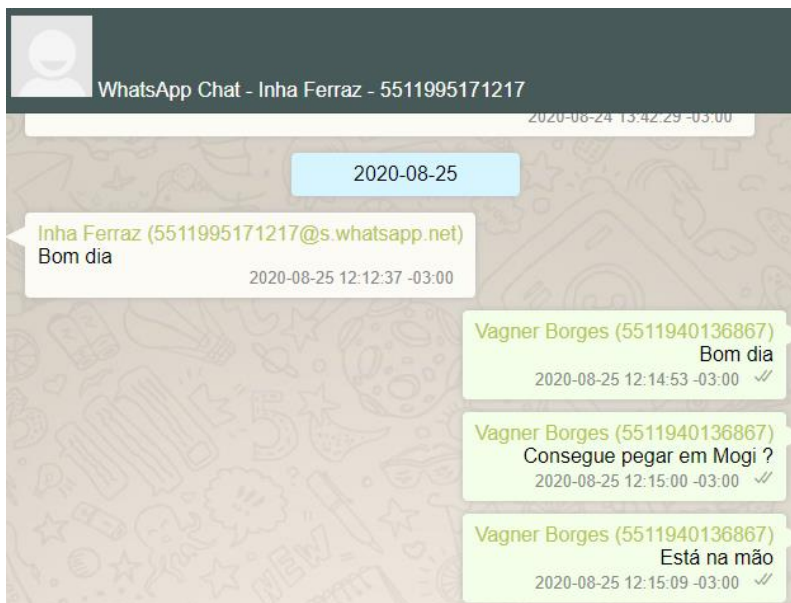 WhatsApp Chat - Inha Ferraz - 5511995171217
2020-08-24 13:42:29 -03:00
2020-08-25
Inha Ferraz (5511995171217@s.whatsapp.net)
Bom dia
2020-08-25 12:12:37 -03:00
Vagner Borges (5511940136867)
Bom dia
2020-08-25 12:14:53 -03:00
Vagner Borges (5511940136867)
Consegue pegar em Mogi ?
2020-08-25 12:15:00 -03:00
Vagner Borges (5511940136867)
Está na mão
2020-08-25 12:15:09 -03:00